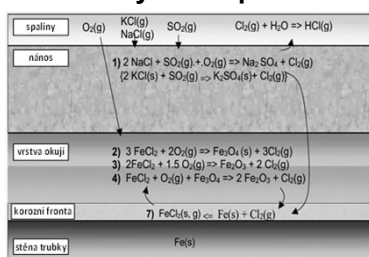 spaliny
O₂(g)
KCl(g)
NaCl(g)
SO₂(g)
Cl₂(g) + H₂O => HCl(g)
nános
1) 2 NaCl + SO₂(g).+.O₂(g) => Na₂ SO₄ + Cl₂(g)
{2 KCl(s) + SO₂(g) => K₂SO₄(s) + Cl₂(g)}
vrstva okují
2) 3 FeCl₂ + 2O₂(g) => Fe₃O₄ (s) + 3Cl₂(g)
3) 2FeCl₂ + 1.5 O₂(g) => Fe₂O₃ + 2 Cl₂(g)
4) FeCl₂ + O₂(g) + Fe₃O₄ => 2 Fe₂O₃ + Cl₂(g)
korozní fronta
7) FeCl₂(s, g) <= Fe(s) + Cl₂(g)
stěna trubky
Fe(s)